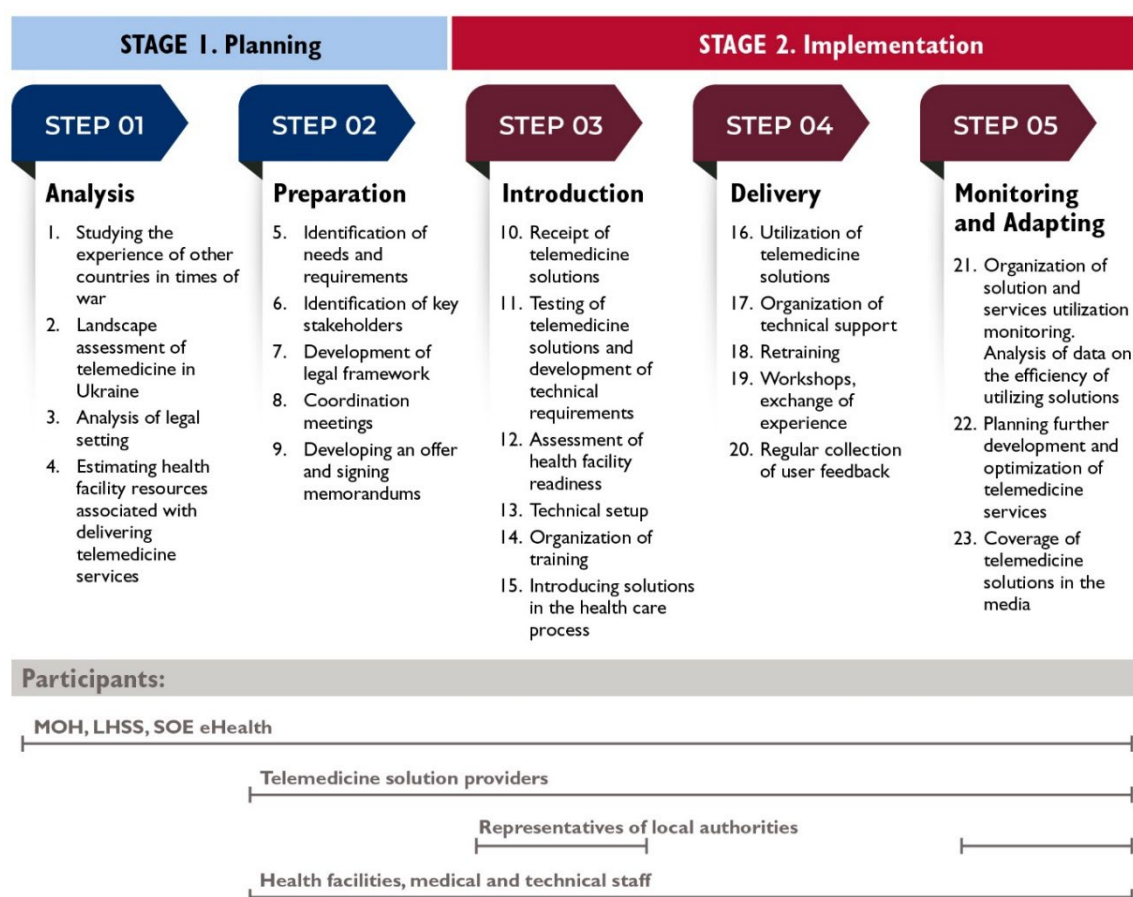 STAGE 1. Planning
STAGE 2. Implementation
STEP 01
STEP 02
STEP 03
STEP 04
STEP 05
Analysis
1. Studying the
experience of other
countries in times of
war
2. Landscape
assessment of
telemedicine in
Ukraine
3. Analysis of legal
setting
4. Estimating health
facility resources
associated with
delivering
telemedicine
services
Preparation
5. Identification of
needs and
requirements
6. Identification of key
stakeholders
7. Development of
legal framework
8. Coordination
meetings
9. Developing an offer
and signing
memorandums
Introduction
10. Receipt of
telemedicine
solutions
11. Testing of
telemedicine
solutions and
development of
technical
requirements
12. Assessment of
health facility
readiness
13. Technical setup
14. Organization of
training
15. Introducing solutions
in the health care
process
Delivery
16. Utilization of
telemedicine
solutions
17. Organization of
technical support
18. Retraining
19. Workshops,
exchange of
experience
20. Regular collection
of user feedback
Monitoring
and Adapting
21. Organization of
solution and
services utilization
monitoring.
Analysis of data on
the efficiency of
utilizing solutions
22. Planning further
development and
optimization of
telemedicine
services
23. Coverage of
telemedicine
solutions in the
media
Participants:
MOH, LHSS, SOE eHealth
Telemedicine solution providers
Representatives of local authorities
Health facilities, medical and technical staff